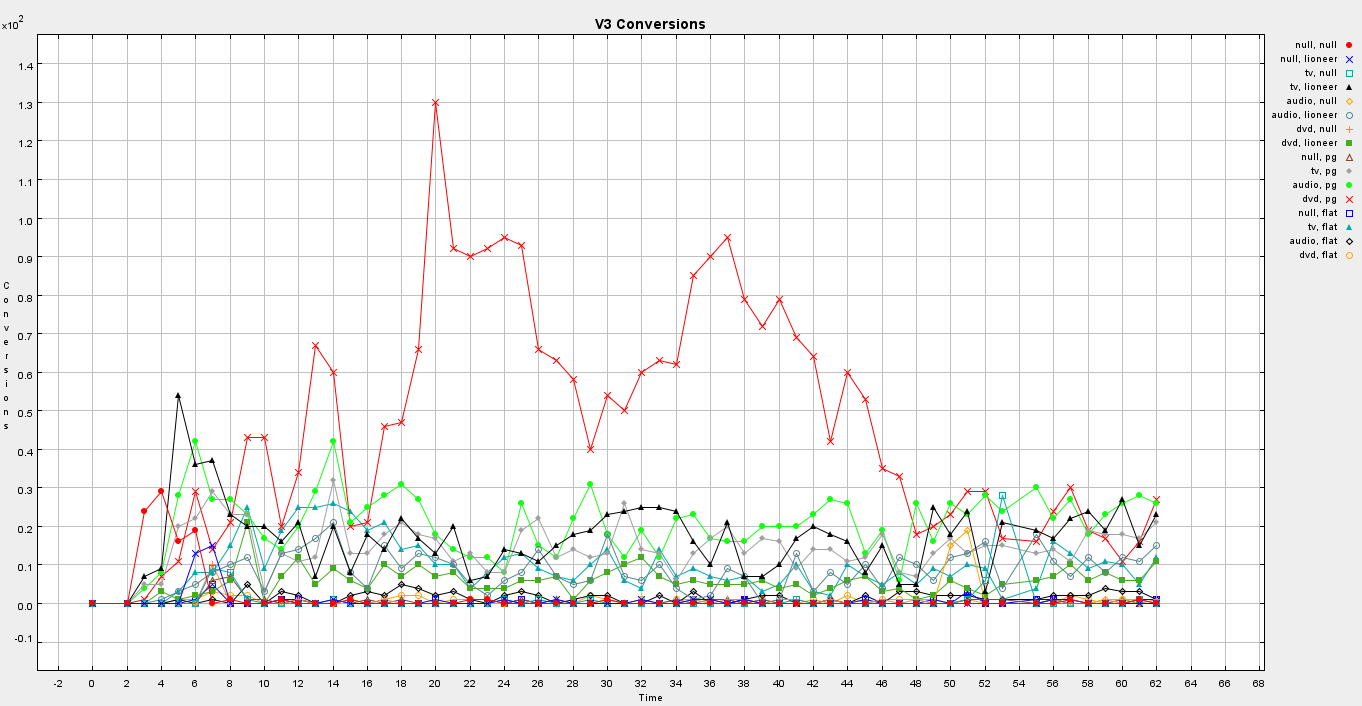 V3 Conversions
x10²
1.4
1.3
1.2
1.1
1.0
0.9
0.8
0.7
0.6
0.5
0.4
0.3
0.2
0.1
0.0
-0.1
Conversions
-2 0 2 4 6 8 10 12 14 16 18 20 22 24 26 28 30 32 34 36 38 40 42 44 46 48 50 52 54 56 58 60 62 64 66 68
Time
null, null
null, lioneer
tv, null
tv, lioneer
audio, null
audio, lioneer
dvd, null
dvd, lioneer
null, pg
tv, pg
audio, pg
dvd, pg
null, flat
tv, flat
audio, flat
dvd, flat